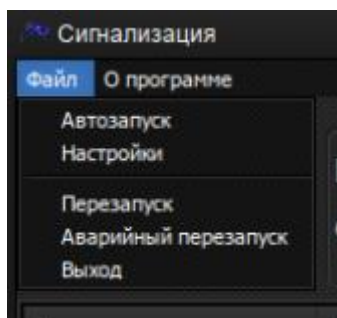 Сигнализация
Файл О программе
Автозапуск
Настройки
Перезапуск
Аварийный перезапуск
Выход